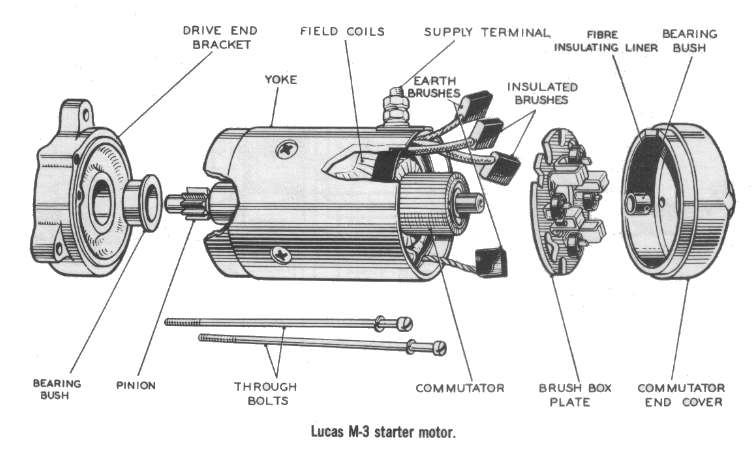 DRIVE END
BRACKET
FIELD COILS
SUPPLY TERMINAL
FIBRE
INSULATING LINER
BEARING
BUSH
YOKE
EARTH
BRUSHES
INSULATED
BRUSHES
BEARING
BUSH
PINION
THROUGH
BOLTS
COMMUTATOR
BRUSH BOX
PLATE
COMMUTATOR
END COVER
Lucas M-3 starter motor.